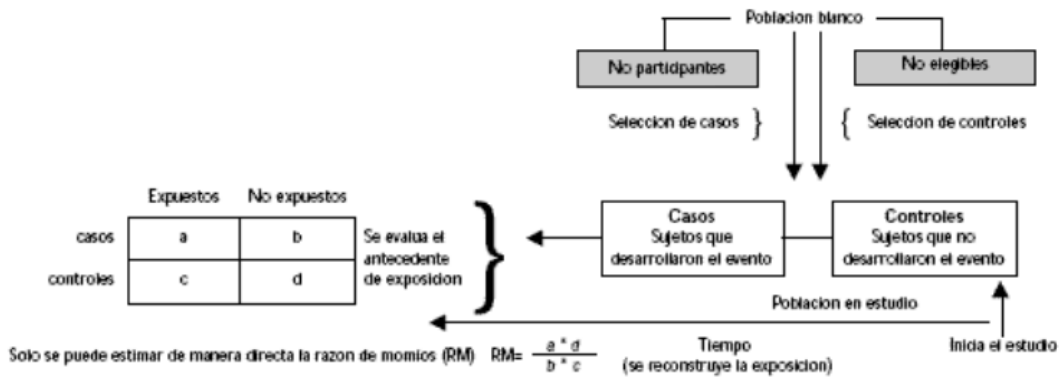 Poblacion blanco
No participantes
No elegibles
Seleccion de casos } { Seleccion de controles
Expuestos No expuestos
casos a b
controles c d
Se evalua el
antecedente
de exposicion
Casos
Sujetos que
desarrollaron el evento
Controles
Sujetos que no
desarrollaron el evento
Poblacion en estudio
Solo se puede estimar de manera directa la razon de momios (RM) RM= a * d
b * c
Tiempo
(se reconstruye la exposicion)
Inicia el estudio